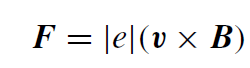 F = |e|(v × B)